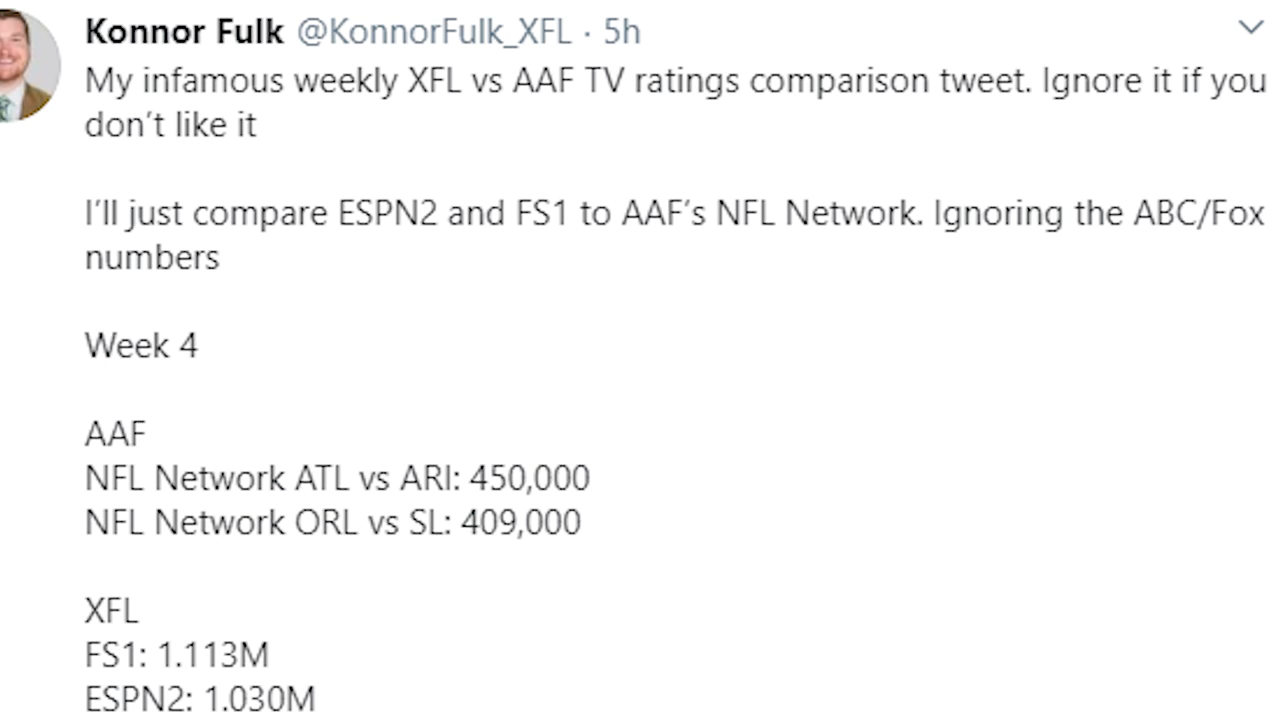 Konnor Fulk @KonnorFulk_XFL · 5h
My infamous weekly XFL vs AAF TV ratings comparison tweet. Ignore it if you
don’t like it
I’ll just compare ESPN2 and FS1 to AAF’s NFL Network. Ignoring the ABC/Fox
numbers
Week 4
AAF
NFL Network ATL vs ARI: 450,000
NFL Network ORL vs SL: 409,000
XFL
FS1: 1.113M
ESPN2: 1.030M